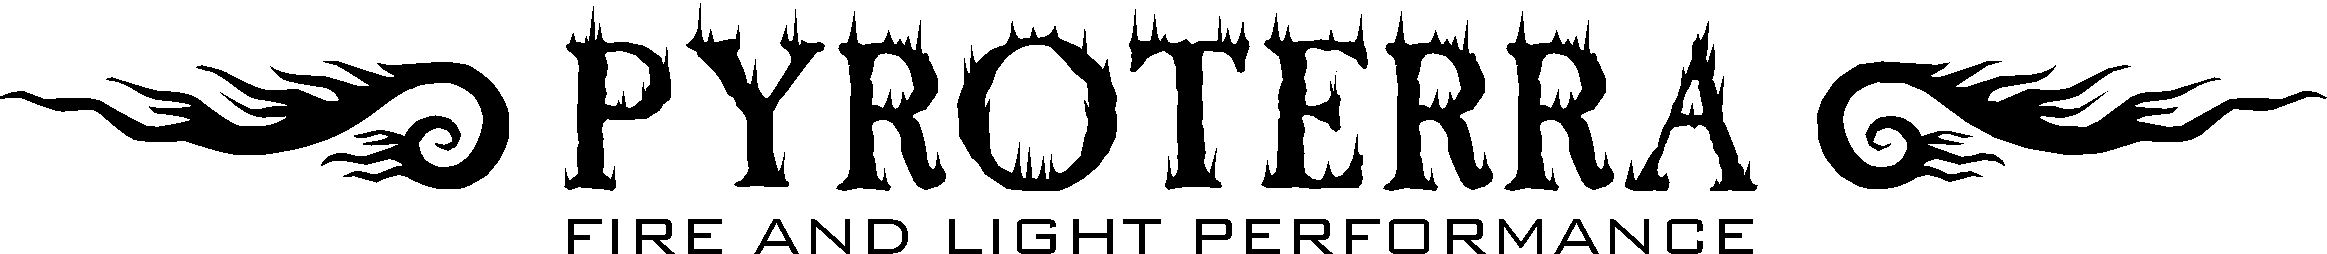 PYROTERRA
FIRE AND LIGHT PERFORMANCE